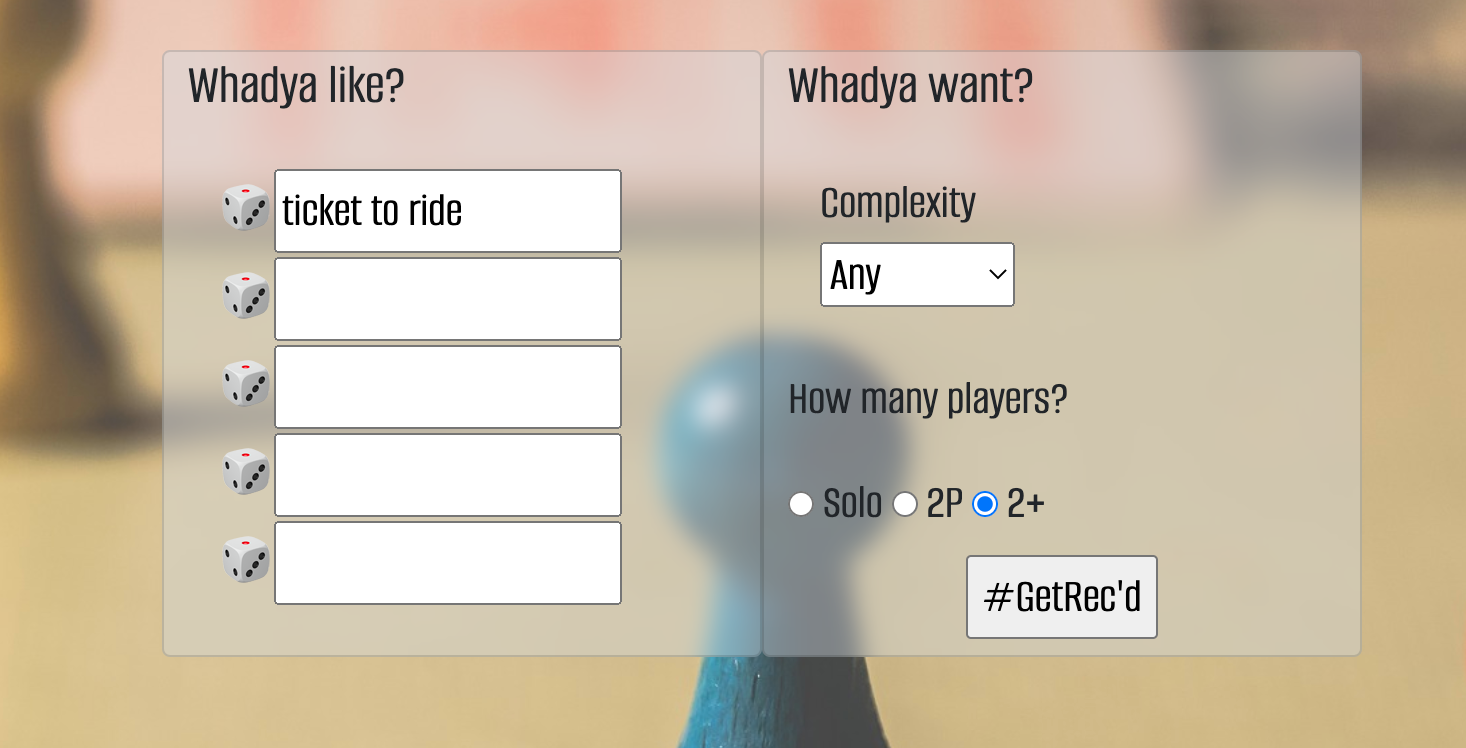 Whadya like?
ticket to ride
Whadya want?
Complexity
Any
How many players?
Solo 2P 2+
#GetRec'd